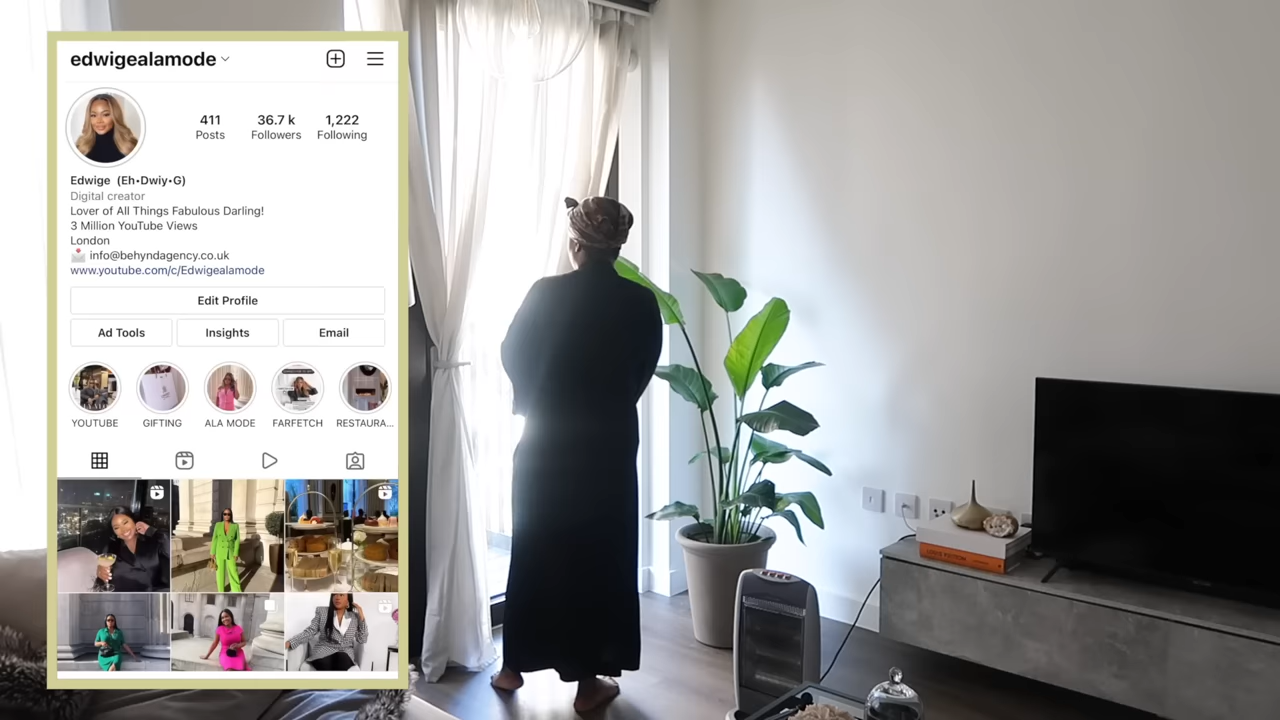 edwigealamode
411
Posts
36.7 k
Followers
1,222
Following
Edwige (Eh•Dwiy•G)
Digital creator
Lover of All Things Fabulous Darling!
3 Million YouTube Views
London
info@behyndagency.co.uk
www.youtube.com/c/Edwigealamode
Edit Profile
Ad Tools
Insights
Email
YOUTUBE
GIFTING
ALA MODE
FARFETCH
RESTAURA...
LOUIS VUITTON